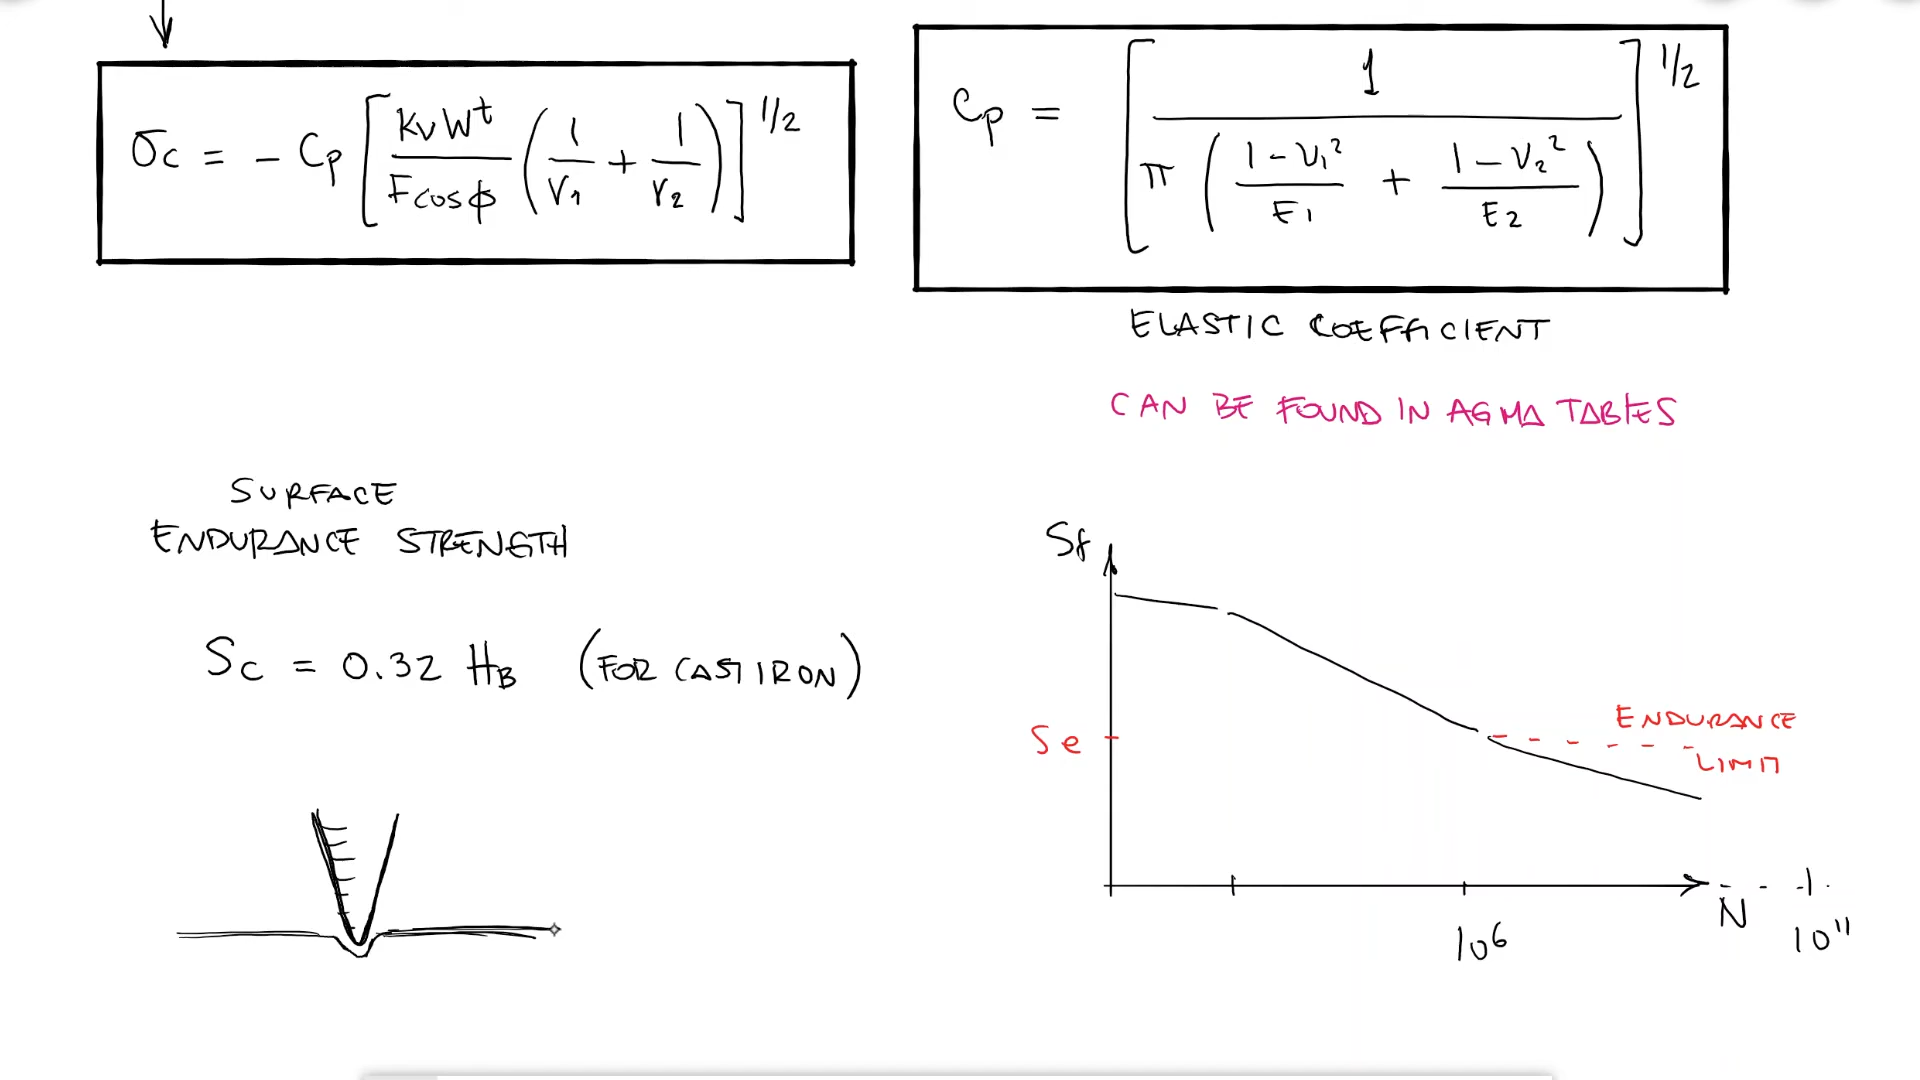 σc = - Cp [ KvW^t / Fcosϕ ( 1/r1 + 1/r2 ) ]^1/2
Cp = [ 1 / π ( 1-ν1²/E1 + 1-ν2²/E2 ) ]^1/2
ELASTIC COEFFICIENT
CAN BE FOUND IN AGMA TABLES
SURFACE
ENDURANCE STRENGTH
Sc = 0.32 HB (FOR CAST IRON)
Sf
Se
ENDURANCE
LIMIT
10^6
N
10^11